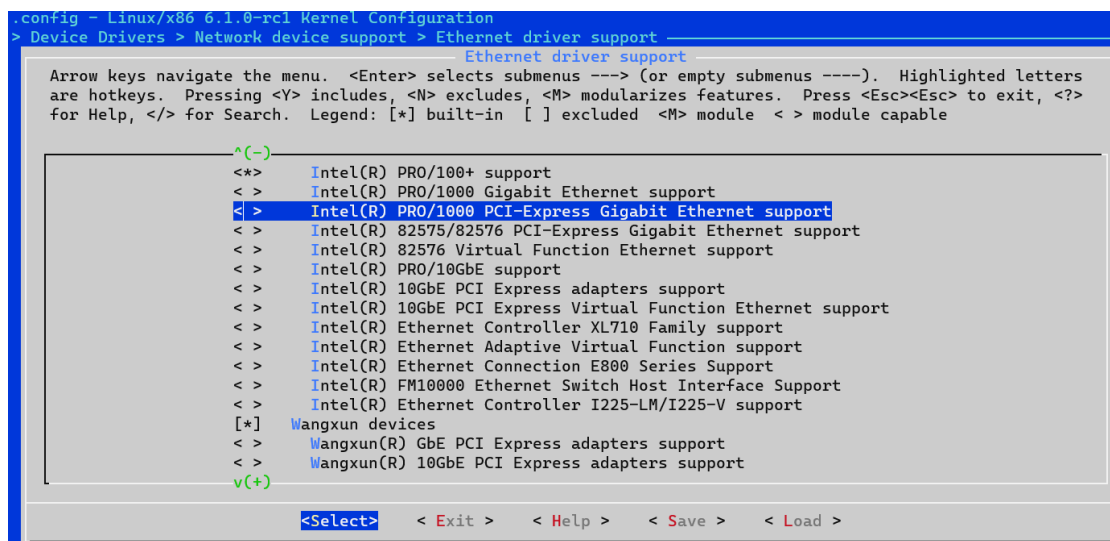 .config - Linux/x86 6.1.0-rc1 Kernel Configuration
> Device Drivers > Network device support > Ethernet driver support
Ethernet driver support
Arrow keys navigate the menu.  <Enter> selects submenus ---> (or empty submenus ----).  Highlighted letters
are hotkeys.  Pressing <Y> includes, <N> excludes, <M> modularizes features.  Press <Esc><Esc> to exit, <?>
for Help, </> for Search.  Legend: [*] built-in  [ ] excluded  <M> module  < > module capable
^(-)
<*>     Intel(R) PRO/100+ support
< >     Intel(R) PRO/1000 Gigabit Ethernet support
< >     Intel(R) PRO/1000 PCI-Express Gigabit Ethernet support
< >     Intel(R) 82575/82576 PCI-Express Gigabit Ethernet support
< >     Intel(R) 82576 Virtual Function Ethernet support
< >     Intel(R) PRO/10GbE support
< >     Intel(R) 10GbE PCI Express adapters support
< >     Intel(R) 10GbE PCI Express Virtual Function Ethernet support
< >     Intel(R) Ethernet Controller XL710 Family support
< >     Intel(R) Ethernet Adaptive Virtual Function support
< >     Intel(R) Ethernet Connection E800 Series Support
< >     Intel(R) FM10000 Ethernet Switch Host Interface Support
< >     Intel(R) Ethernet Controller I225-LM/I225-V support
[*]   Wangxun devices
< >     Wangxun(R) GbE PCI Express adapters support
< >     Wangxun(R) 10GbE PCI Express adapters support
v(+)
<Select>    < Exit >    < Help >    < Save >    < Load >